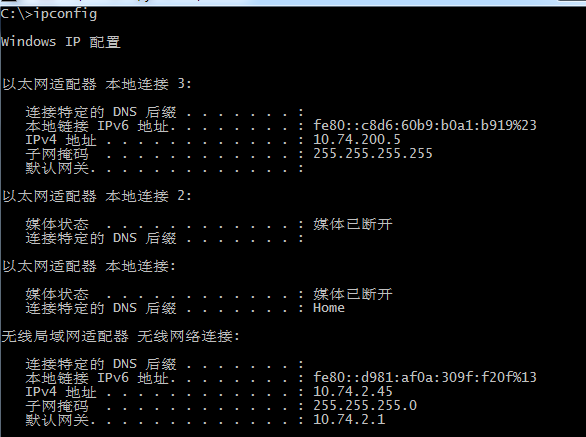 C:\>ipconfig
Windows IP 配置
以太网适配器 本地连接 3:
连接特定的 DNS 后缀 . . . . . . . :
本地链接 IPv6 地址. . . . . . . . : fe80::c8d6:60b9:b0a1:b919%23
IPv4 地址 . . . . . . . . . . . . : 10.74.200.5
子网掩码 . . . . . . . . . . . . : 255.255.255.255
默认网关. . . . . . . . . . . . . :
以太网适配器 本地连接 2:
媒体状态 . . . . . . . . . . . . : 媒体已断开
连接特定的 DNS 后缀 . . . . . . . :
以太网适配器 本地连接:
媒体状态 . . . . . . . . . . . . : 媒体已断开
连接特定的 DNS 后缀 . . . . . . . : Home
无线局域网适配器 无线网络连接:
连接特定的 DNS 后缀 . . . . . . . :
本地链接 IPv6 地址. . . . . . . . : fe80::d981:af0a:309f:f20f%13
IPv4 地址 . . . . . . . . . . . . : 10.74.2.45
子网掩码 . . . . . . . . . . . . : 255.255.255.0
默认网关. . . . . . . . . . . . . : 10.74.2.1